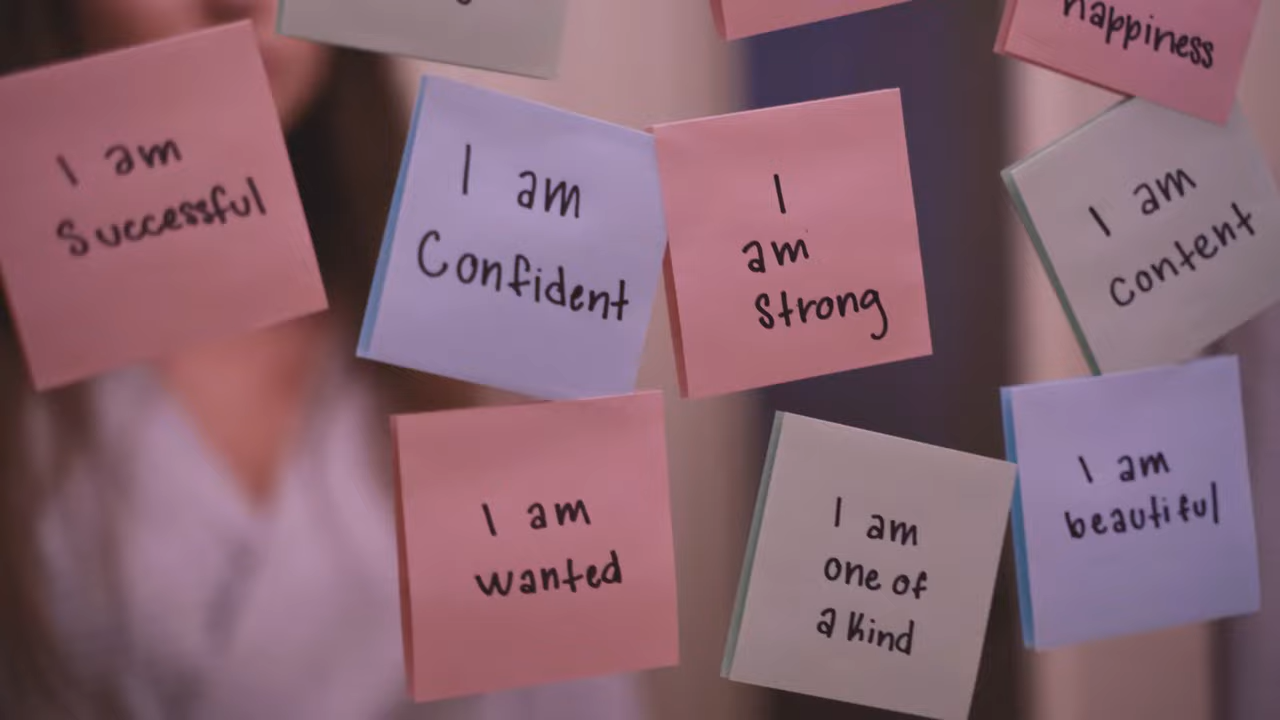 happiness
I am
Successful
I am
Confident
I
am
strong
I am
content
I am
wanted
I am
one of
a kind
I am
beautiful